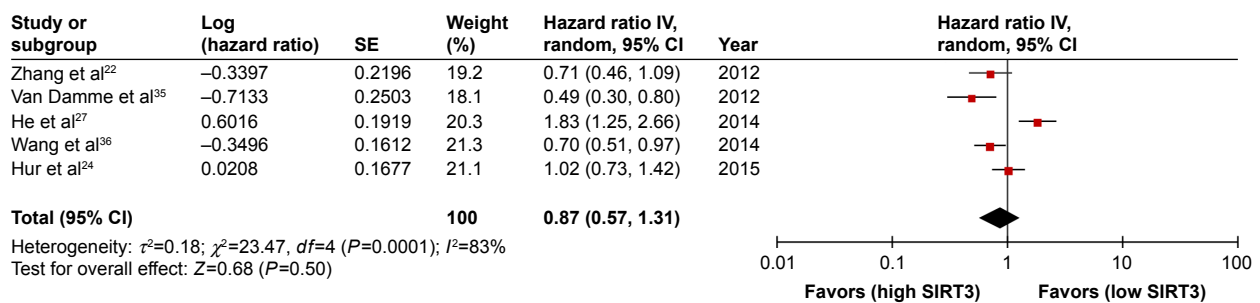 Study or subgroup Log (hazard ratio) SE Weight (%) Hazard ratio IV, random, 95% CI Year Hazard ratio IV, random, 95% CI
Zhang et al22 –0.3397 0.2196 19.2 0.71 (0.46, 1.09) 2012
Van Damme et al35 –0.7133 0.2503 18.1 0.49 (0.30, 0.80) 2012
He et al27 0.6016 0.1919 20.3 1.83 (1.25, 2.66) 2014
Wang et al36 –0.3496 0.1612 21.3 0.70 (0.51, 0.97) 2014
Hur et al24 0.0208 0.1677 21.1 1.02 (0.73, 1.42) 2015
Total (95% CI) 100 0.87 (0.57, 1.31)
Heterogeneity: τ²=0.18; χ²=23.47, df=4 (P=0.0001); I²=83%
Test for overall effect: Z=0.68 (P=0.50)
0.01 0.1 1 10 100
Favors (high SIRT3) Favors (low SIRT3)